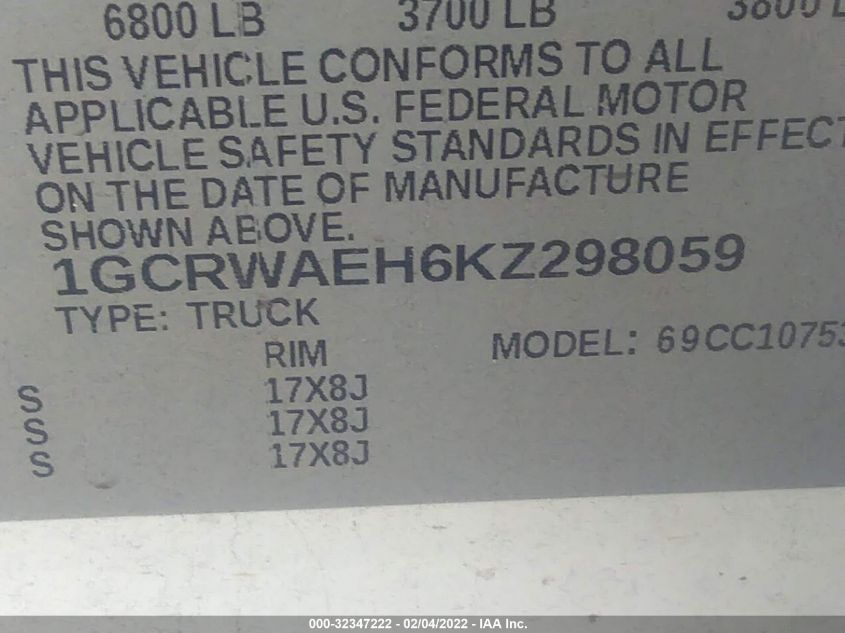 6800 LB 3700 LB 3800 L
THIS VEHICLE CONFORMS TO ALL
APPLICABLE U.S. FEDERAL MOTOR
VEHICLE SAFETY STANDARDS IN EFFECT
ON THE DATE OF MANUFACTURE
SHOWN ABOVE.
1GCRWAEH6KZ298059
TYPE: TRUCK
RIM MODEL: 69CC10753
S 17X8J
S 17X8J
S 17X8J
000-32347222 - 02/04/2022 - IAA Inc.